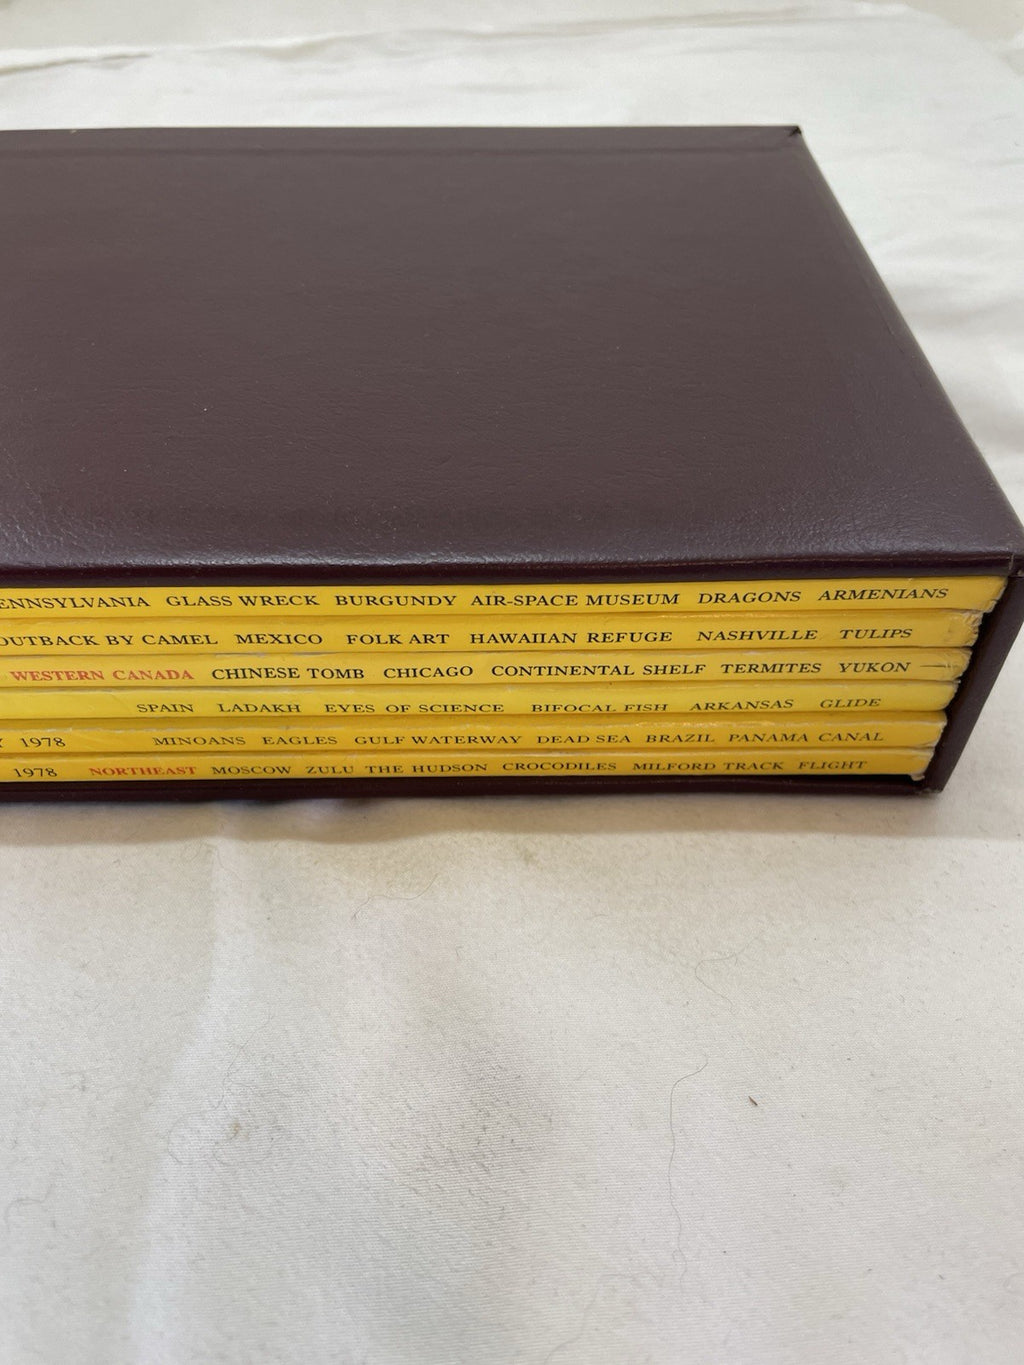 ENNSYLVANIA GLASS WRECK BURGUNDY AIR-SPACE MUSEUM DRAGONS ARMENIANS
OUTBACK BY CAMEL MEXICO FOLK ART HAWAIIAN REFUGE NASHVILLE TULIPS
WESTERN CANADA CHINESE TOMB CHICAGO CONTINENTAL SHELF TERMITES YUKON
SPAIN LADAKH EYES OF SCIENCE BIFOCAL FISH ARKANSAS GLIDE
Y 1978 MINOANS EAGLES GULF WATERWAY DEAD SEA BRAZIL PANAMA CANAL
1978 NORTHEAST MOSCOW ZULU THE HUDSON CROCODILES MILFORD TRACK FLIGHT